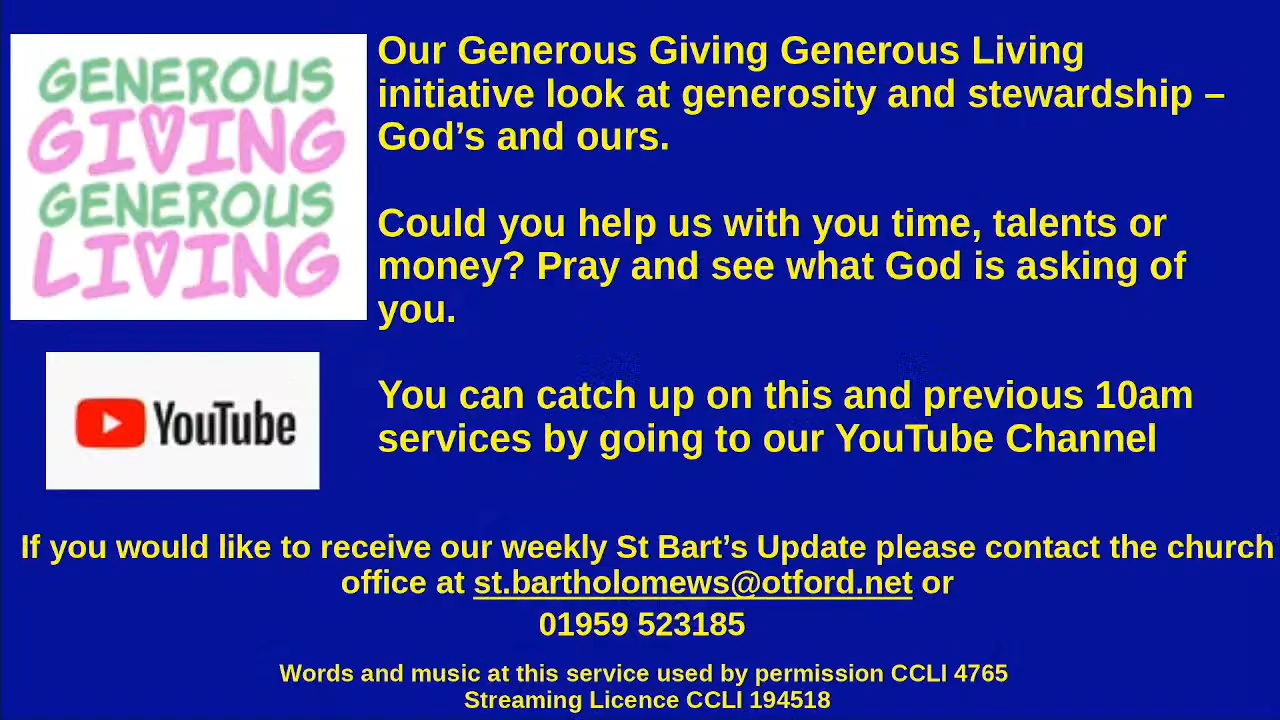 GENEROUS
GIVING
GENEROUS
LIVING
Our Generous Giving Generous Living
initiative look at generosity and stewardship –
God’s and ours.
Could you help us with you time, talents or
money? Pray and see what God is asking of
you.
YouTube
You can catch up on this and previous 10am
services by going to our YouTube Channel
If you would like to receive our weekly St Bart’s Update please contact the church
office at st.bartholomews@otford.net or
01959 523185
Words and music at this service used by permission CCLI 4765
Streaming Licence CCLI 194518